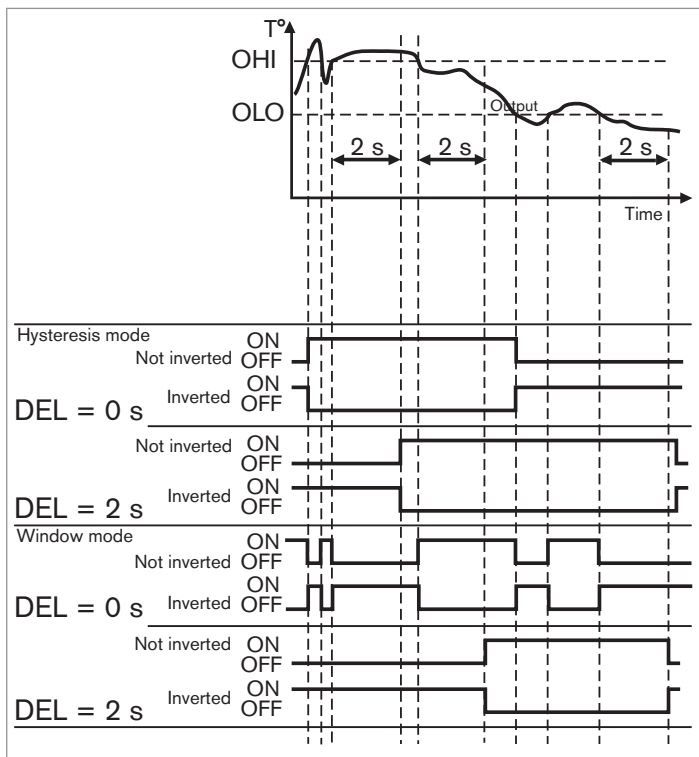 T°
OHI
Output
OLO
2 s 2 s 2 s
Time
Hysteresis mode
ON
Not inverted OFF
ON
Inverted OFF
DEL = 0 s
Not inverted ON
OFF
Inverted ON
OFF
DEL = 2 s
Window mode
ON
Not inverted OFF
ON
Inverted OFF
DEL = 0 s
Not inverted ON
OFF
Inverted ON
OFF
DEL = 2 s